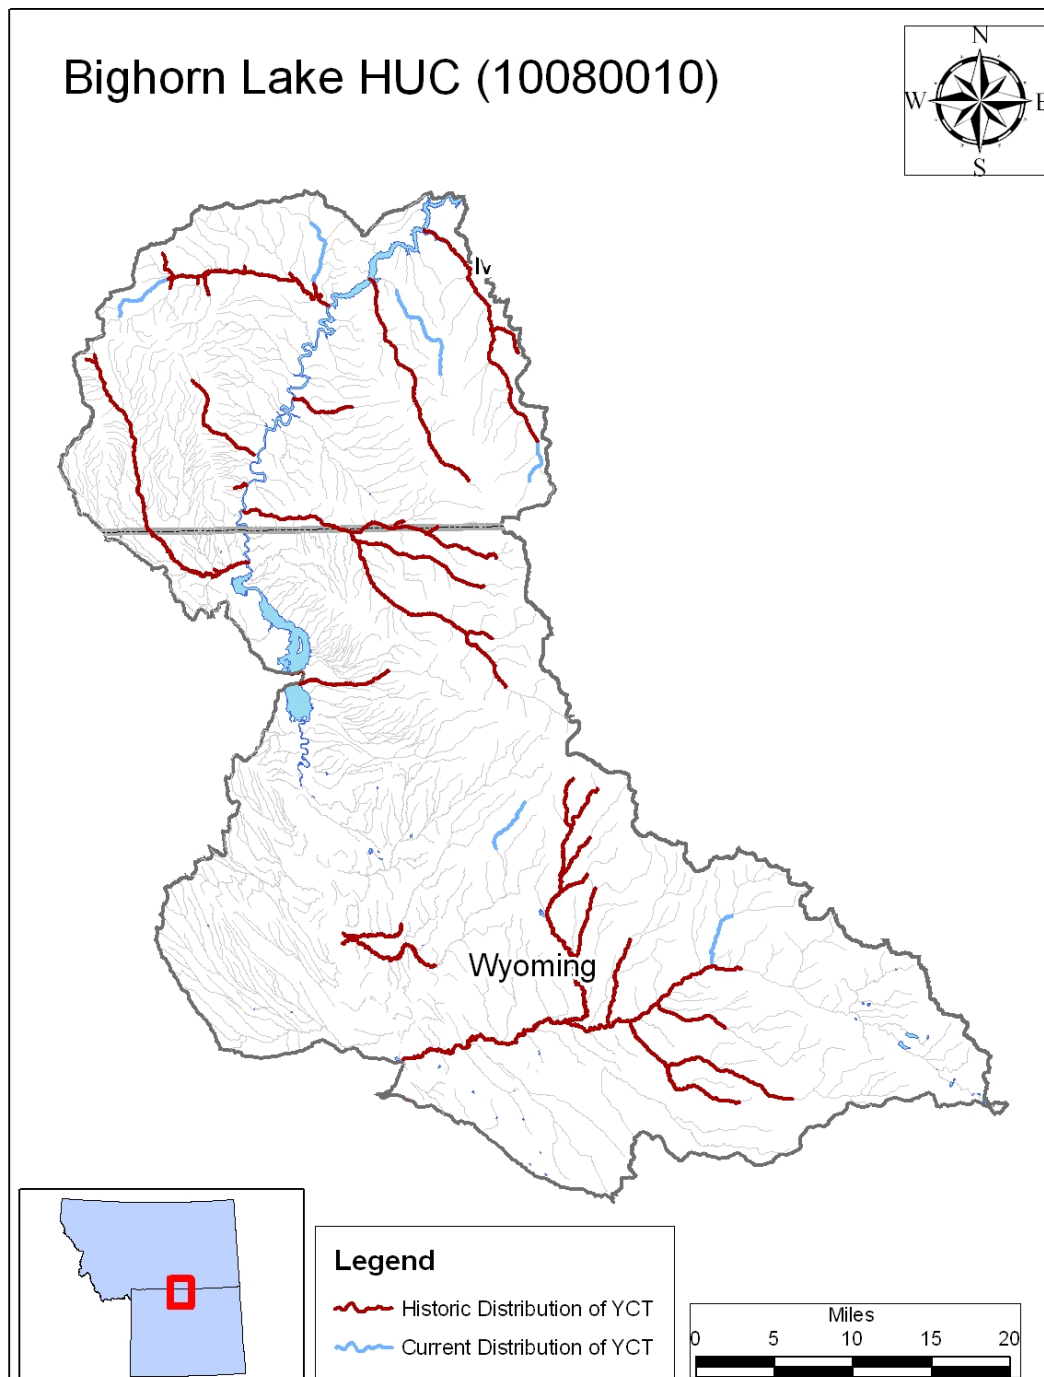 Bighorn Lake HUC (10080010)
N
W
E
S
Wyoming
Legend
Historic Distribution of YCT
Current Distribution of YCT
Miles
0 5 10 15 20